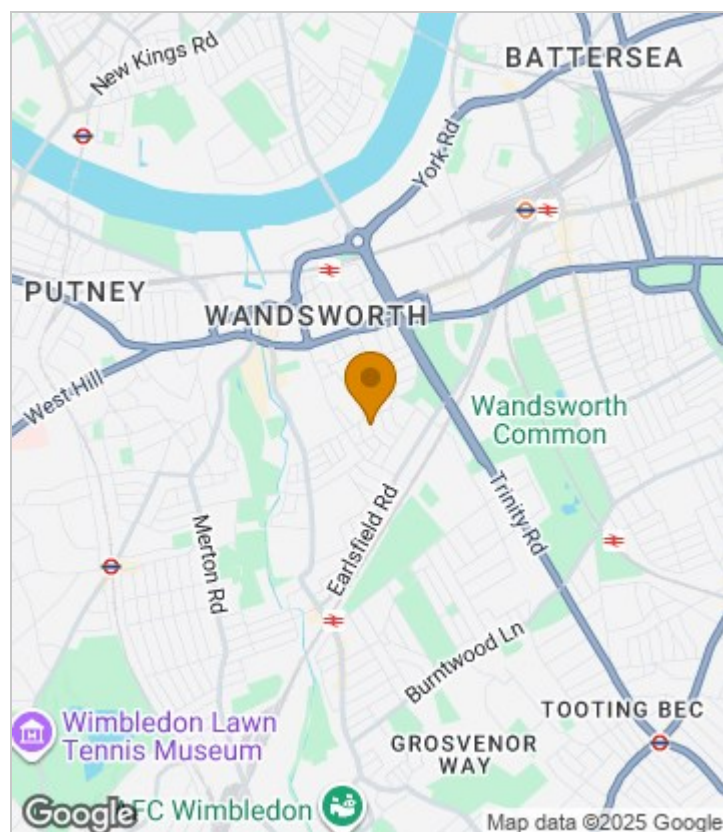 New Kings Rd
BATTERSEA
York Rd
PUTNEY
WANDSWORTH
West Hill
Wandsworth
Common
Trinity Rd
Earlsfield Rd
Merton Rd
Burntwood Ln
TOOTING BEC
Wimbledon Lawn
Tennis Museum
GROSVENOR
WAY
Google
AFC Wimbledon
Map data ©2025 Google